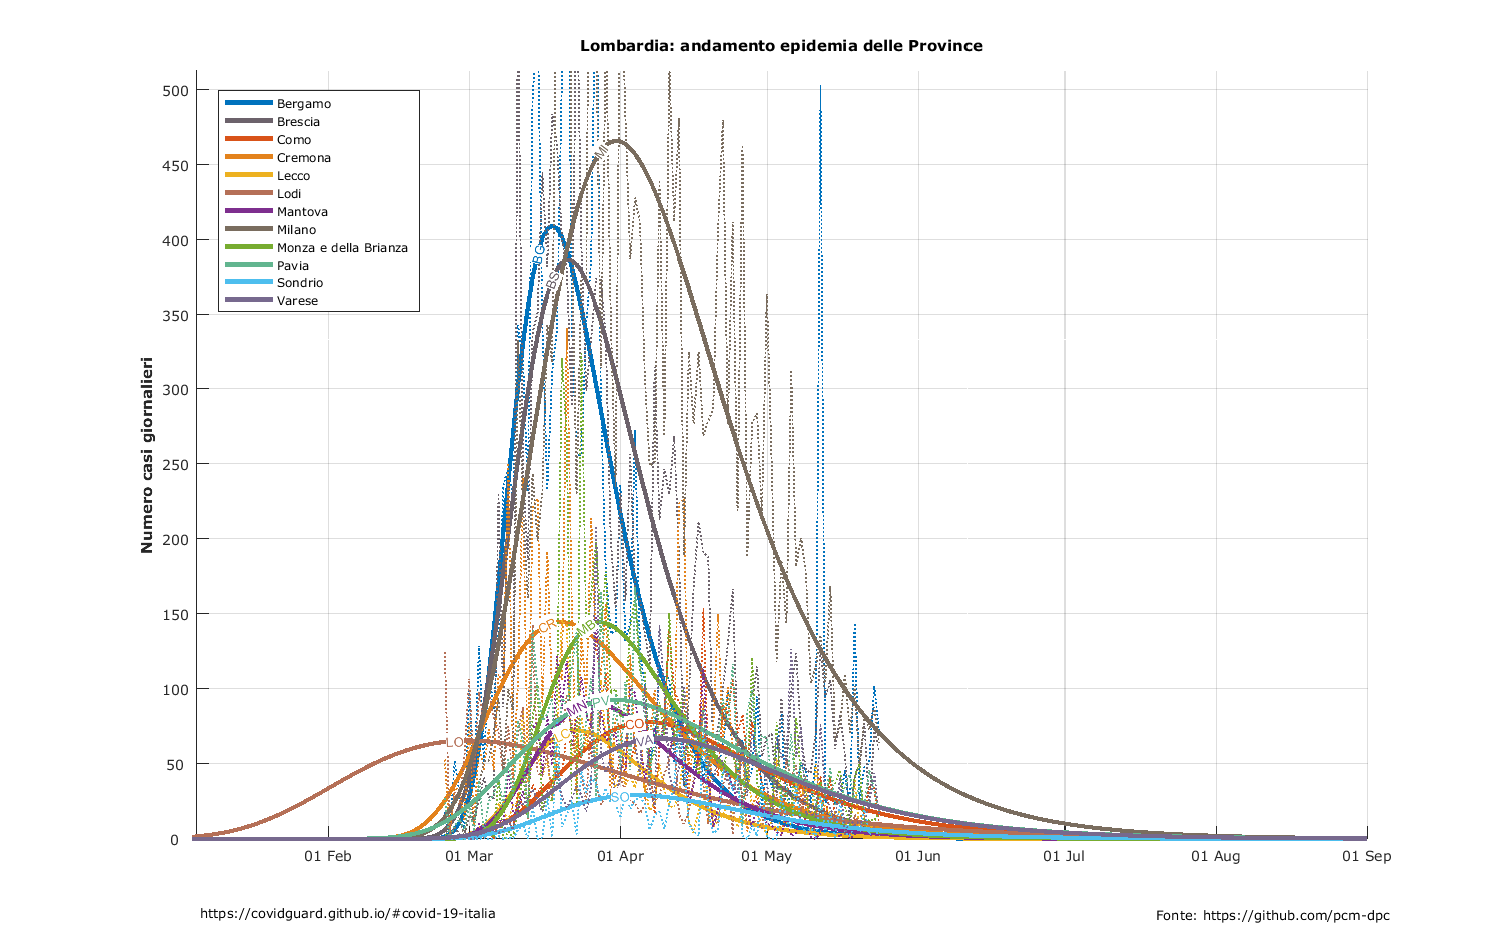 Lombardia: andamento epidemia delle Province
Numero casi giornalieri
500
450
400
350
300
250
200
150
100
50
0
Bergamo
Brescia
Como
Cremona
Lecco
Lodi
Mantova
Milano
Monza e della Brianza
Pavia
Sondrio
Varese
MI
BG
BS
CR
MB
MN
PV
CO
LC
LO
VA
SO
01 Feb
01 Mar
01 Apr
01 May
01 Jun
01 Jul
01 Aug
01 Sep
https://covidguard.github.io/#covid-19-italia
Fonte: https://github.com/pcm-dpc